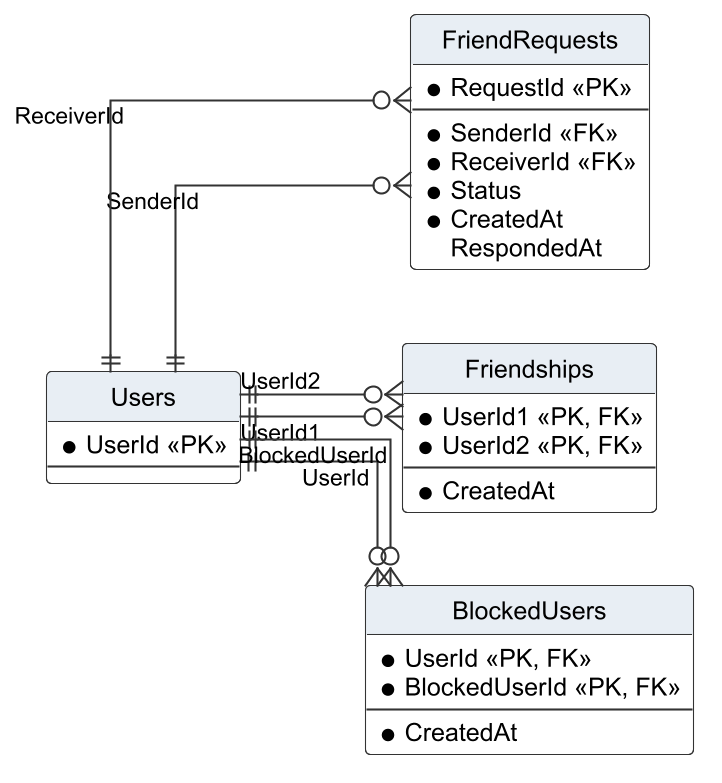 FriendRequests
RequestId «PK»
SenderId «FK»
ReceiverId «FK»
Status
CreatedAt
RespondedAt
ReceiverId
SenderId
Users
UserId «PK»
UserId2
UserId1
BlockedUserId
UserId
Friendships
UserId1 «PK, FK»
UserId2 «PK, FK»
CreatedAt
BlockedUsers
UserId «PK, FK»
BlockedUserId «PK, FK»
CreatedAt